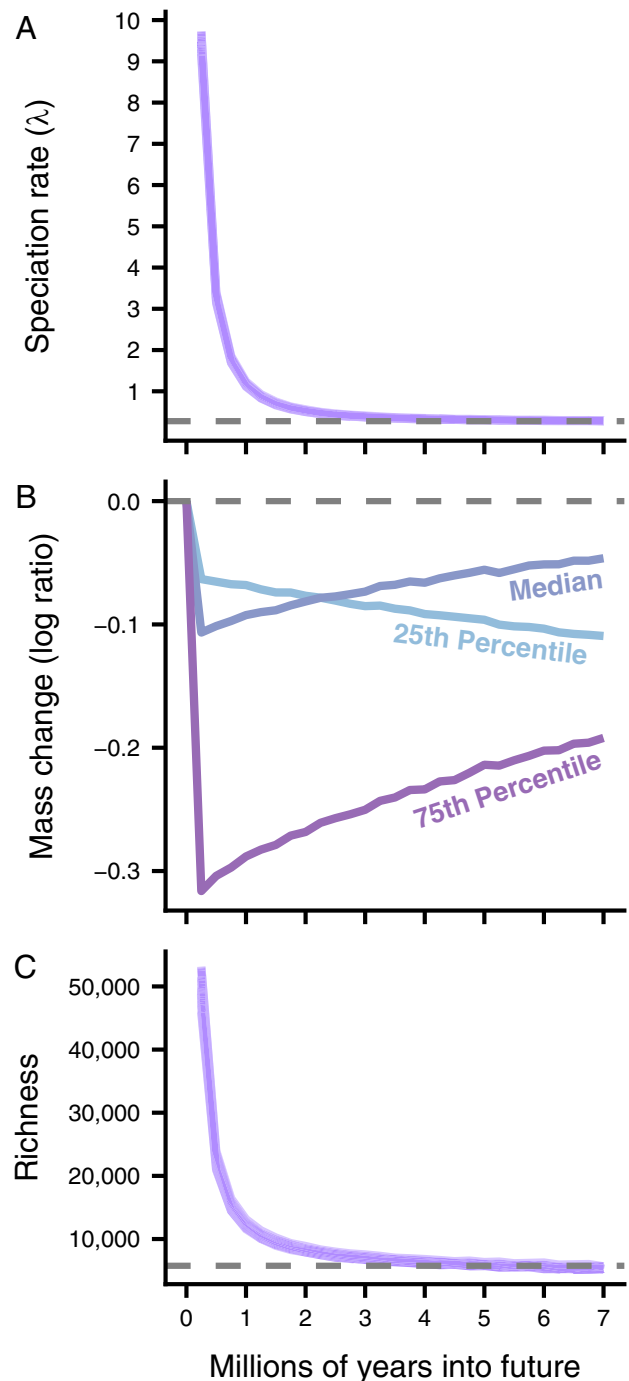 A
Speciation rate (λ)
10
9
8
7
6
5
4
3
2
1
B
Mass change (log ratio)
0.0
−0.1
−0.2
−0.3
Median
25th Percentile
75th Percentile
C
Richness
50,000
40,000
30,000
20,000
10,000
0 1 2 3 4 5 6 7
Millions of years into future